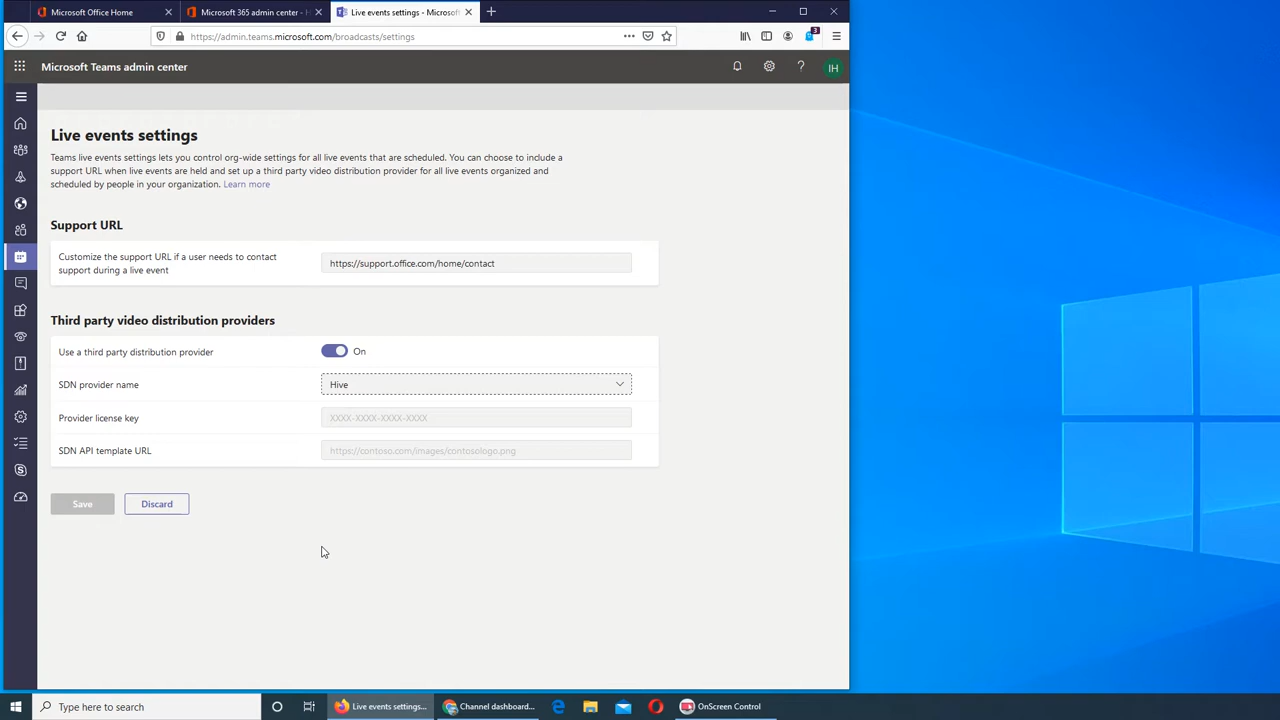 Microsoft Office Home
Microsoft 365 admin center - H
Live events settings - Microsoft
https://admin.teams.microsoft.com/broadcasts/settings
3
Microsoft Teams admin center
IH
Live events settings
Teams live events settings lets you control org-wide settings for all live events that are scheduled. You can choose to include a
support URL when live events are held and set up a third party video distribution provider for all live events organized and
scheduled by people in your organization. Learn more
Support URL
Customize the support URL if a user needs to contact
support during a live event
https://support.office.com/home/contact
Third party video distribution providers
Use a third party distribution provider
On
SDN provider name
Hive
Provider license key
XXXX-XXXX-XXXX-XXXX
SDN API template URL
https://contoso.com/images/contosologo.png
Save
Discard
Type here to search
Live events settings...
Channel dashboard...
OnScreen Control